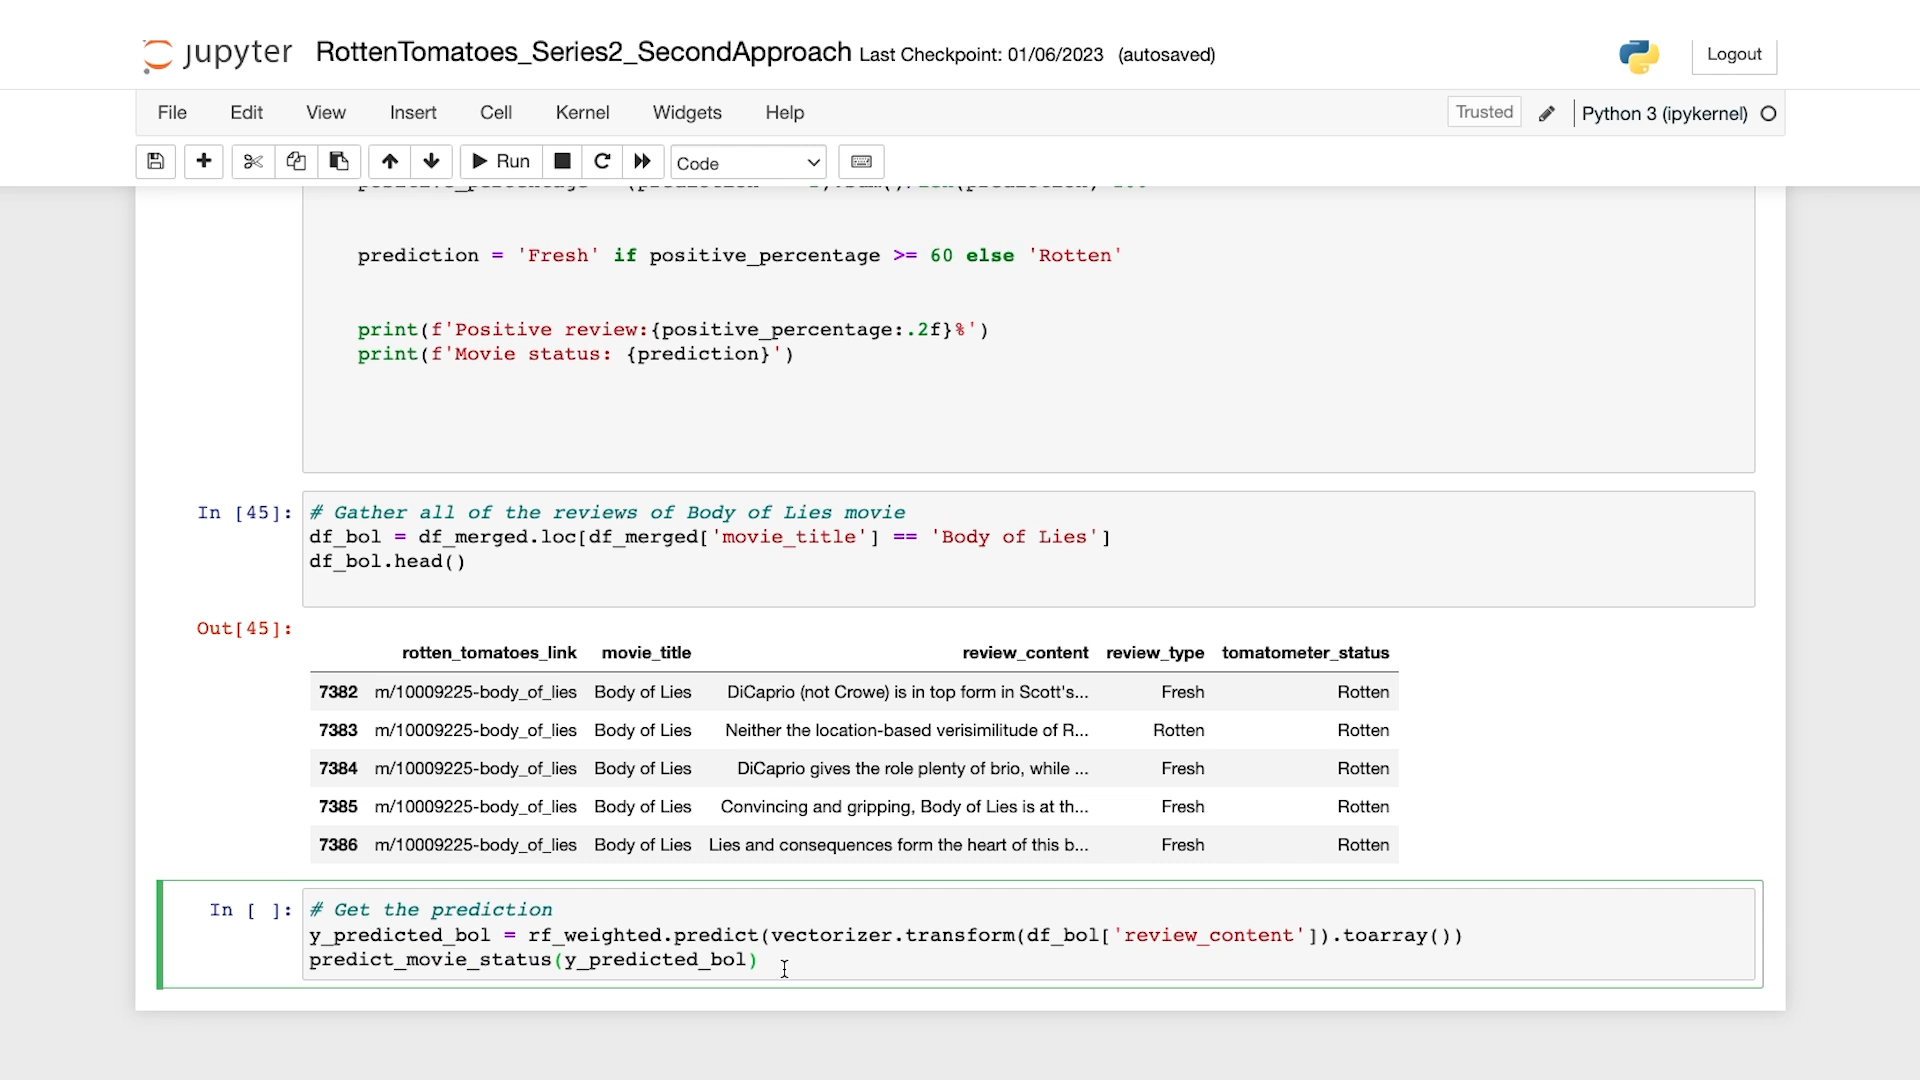 jupyter RottenTomatoes_Series2_SecondApproach Last Checkpoint: 01/06/2023 (autosaved) Logout
File Edit View Insert Cell Kernel Widgets Help Trusted Python 3 (ipykernel)
Run Code
prediction = 'Fresh' if positive_percentage >= 60 else 'Rotten'
print(f'Positive review:{positive_percentage:.2f}%')
print(f'Movie status: {prediction}')
In [45]: # Gather all of the reviews of Body of Lies movie
df_bol = df_merged.loc[df_merged['movie_title'] == 'Body of Lies']
df_bol.head()
Out[45]:
rotten_tomatoes_link movie_title review_content review_type tomatometer_status
7382 m/10009225-body_of_lies Body of Lies DiCaprio (not Crowe) is in top form in Scott's... Fresh Rotten
7383 m/10009225-body_of_lies Body of Lies Neither the location-based verisimilitude of R... Rotten Rotten
7384 m/10009225-body_of_lies Body of Lies DiCaprio gives the role plenty of brio, while ... Fresh Rotten
7385 m/10009225-body_of_lies Body of Lies Convincing and gripping, Body of Lies is at th... Fresh Rotten
7386 m/10009225-body_of_lies Body of Lies Lies and consequences form the heart of this b... Fresh Rotten
In [ ]: # Get the prediction
y_predicted_bol = rf_weighted.predict(vectorizer.transform(df_bol['review_content']).toarray())
predict_movie_status(y_predicted_bol)